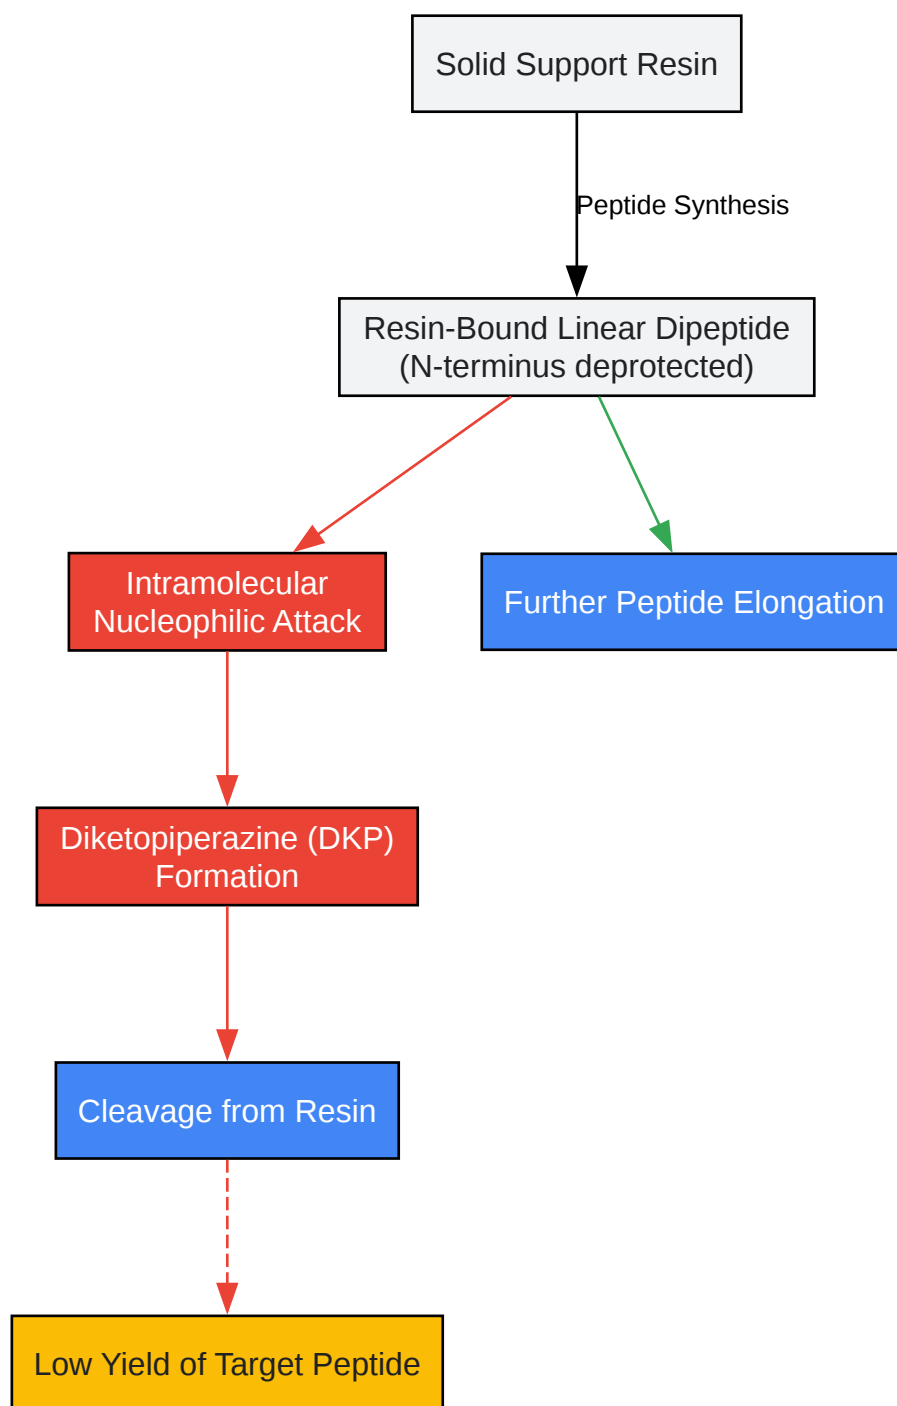 Solid Support Resin
Peptide Synthesis
Resin-Bound Linear Dipeptide
(N-terminus deprotected)
Intramolecular
Nucleophilic Attack
Further Peptide Elongation
Diketopiperazine (DKP)
Formation
Cleavage from Resin
Low Yield of Target Peptide